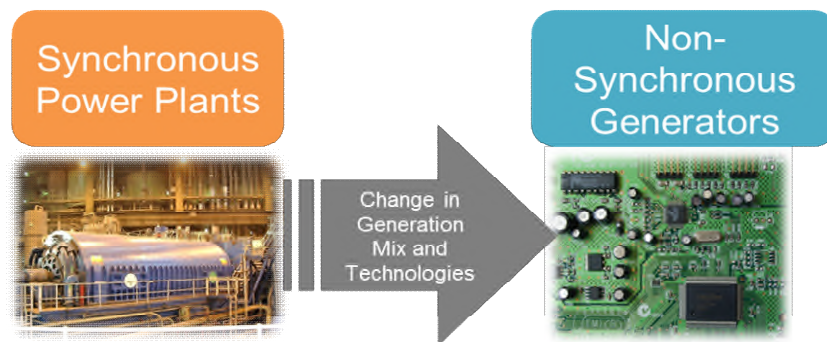 Synchronous
Power Plants
Non-
Synchronous
Generators
Change in
Generation
Mix and
Technologies